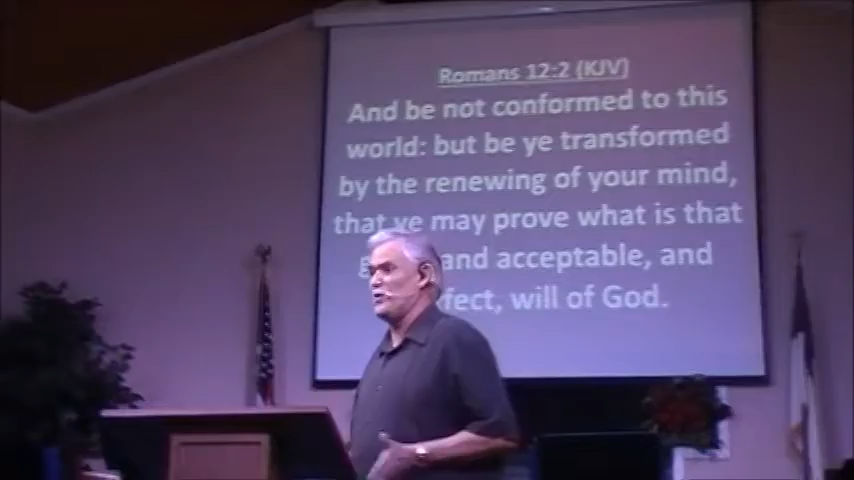 Romans 12:2 (KJV)
And be not conformed to this
world: but be ye transformed
by the renewing of your mind,
that ye may prove what is that
and acceptable, and
fect, will of God.